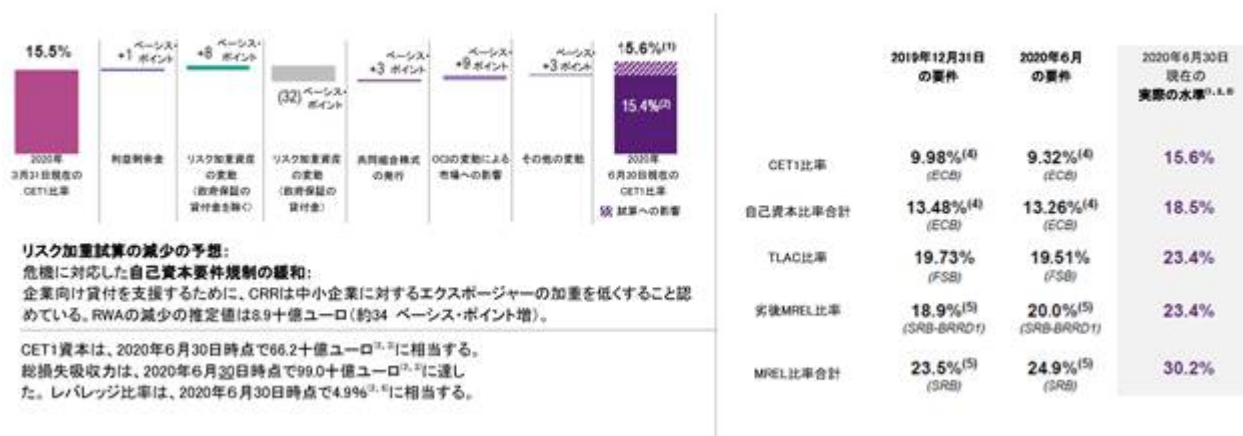 15.5%
+1 ベーシス・ポイント
+8 ベーシス・ポイント
(32) ベーシス・ポイント
+3 ベーシス・ポイント
+9 ベーシス・ポイント
+3 ベーシス・ポイント
15.6%(1)
15.4%(2)
2020年
3月31日現在の
CET1比率
利益剰余金
リスク加重資産
の変動
(政府保証の
貸付金を除く)
リスク加重資産
の変動
(政府保証の
貸付金)
共同組合株式
の発行
OCIの変動による
市場への影響
その他の変動
2020年
6月30日現在の
CET1比率
試算への影響
リスク加重試算の減少の予想:
危機に対応した自己資本要件規制の緩和:
企業向け貸付を支援するために、CRRは中小企業に対するエクスポージャーの加重を低くすること認
めている。RWAの減少の推定値は8.9十億ユーロ(約34 ベーシス・ポイント増)。
CET1資本は、2020年6月30日時点で66.2十億ユーロに相当する。
総損失吸収力は、2020年6月30日時点で99.0十億ユーロに達し
た。レバレッジ比率は、2020年6月30日時点で4.9%に相当する。
2019年12月31日
の要件
2020年6月
の要件
2020年6月30日
現在の
実際の水準
CET1比率 9.98%(4) 9.32%(4) 15.6%
(ECB) (ECB)
自己資本比率合計 13.48%(4) 13.26%(4) 18.5%
(ECB) (ECB)
TLAC比率 19.73% 19.51% 23.4%
(FSB) (FSB)
劣後MREL比率 18.9%(5) 20.0%(5) 23.4%
(SRB-BRRD1) (SRB-BRRD1)
MREL比率合計 23.5%(5) 24.9%(5) 30.2%
(SRB) (SRB)